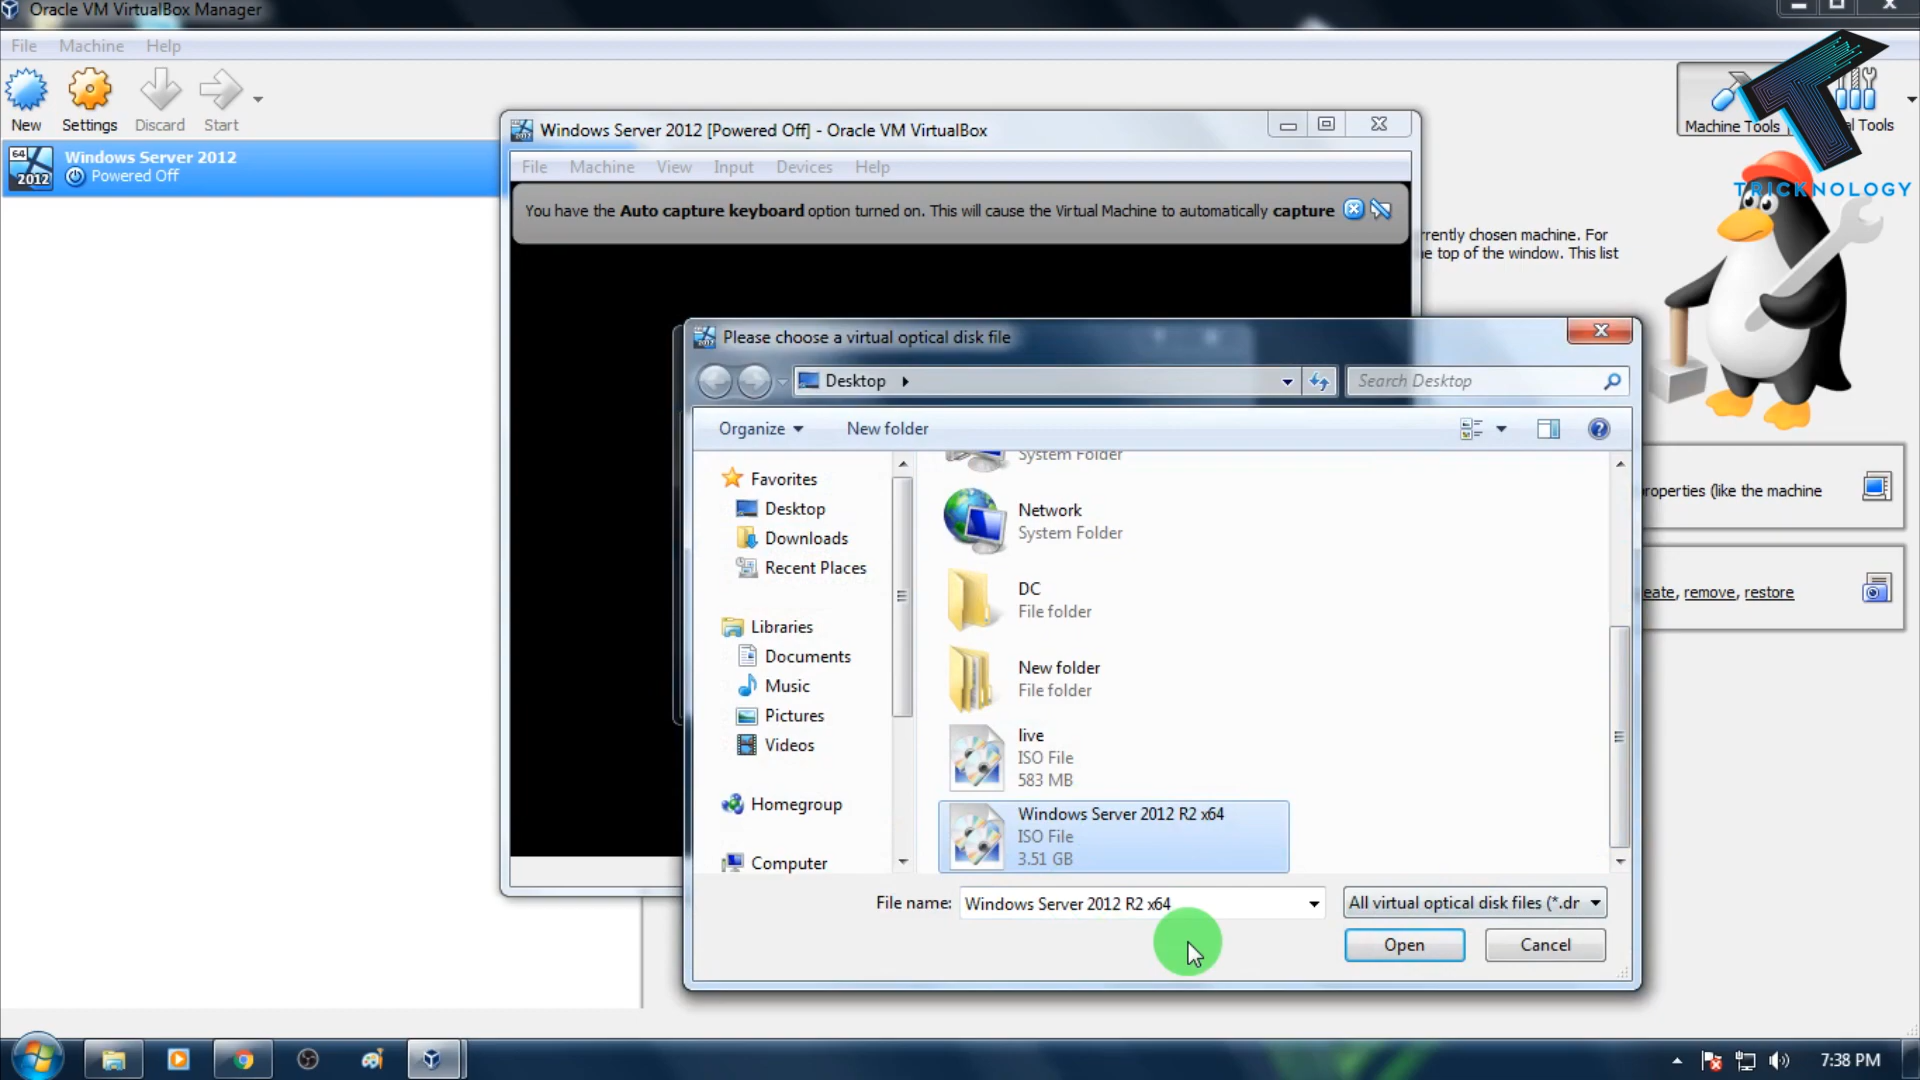 Oracle VM VirtualBox Manager
File Machine Help
New Settings Discard Start
Machine Tools
al Tools
TRICKNOLOGY
64
2012
Windows Server 2012
Powered Off
rrently chosen machine. For
e top of the window. This list
roperties (like the machine
eate, remove, restore
Windows Server 2012 [Powered Off] - Oracle VM VirtualBox
File Machine View Input Devices Help
You have the Auto capture keyboard option turned on. This will cause the Virtual Machine to automatically capture
Please choose a virtual optical disk file
Desktop
Search Desktop
Organize New folder
Favorites
Desktop
Downloads
Recent Places
Libraries
Documents
Music
Pictures
Videos
Homegroup
Computer
System Folder
Network
System Folder
DC
File folder
New folder
File folder
live
ISO File
583 MB
Windows Server 2012 R2 x64
ISO File
3.51 GB
File name: Windows Server 2012 R2 x64
All virtual optical disk files (*.dr
Open Cancel
7:38 PM